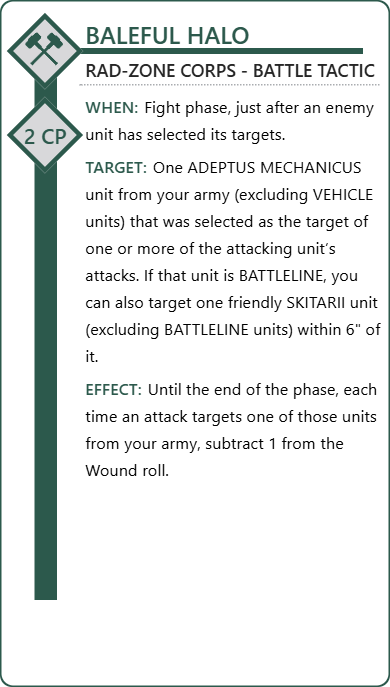 BALEFUL HALO
RAD-ZONE CORPS - BATTLE TACTIC
2 CP
WHEN: Fight phase, just after an enemy
unit has selected its targets.
TARGET: One ADEPTUS MECHANICUS
unit from your army (excluding VEHICLE
units) that was selected as the target of
one or more of the attacking unit’s
attacks. If that unit is BATTLELINE, you
can also target one friendly SKITARII unit
(excluding BATTLELINE units) within 6" of
it.
EFFECT: Until the end of the phase, each
time an attack targets one of those units
from your army, subtract 1 from the
Wound roll.